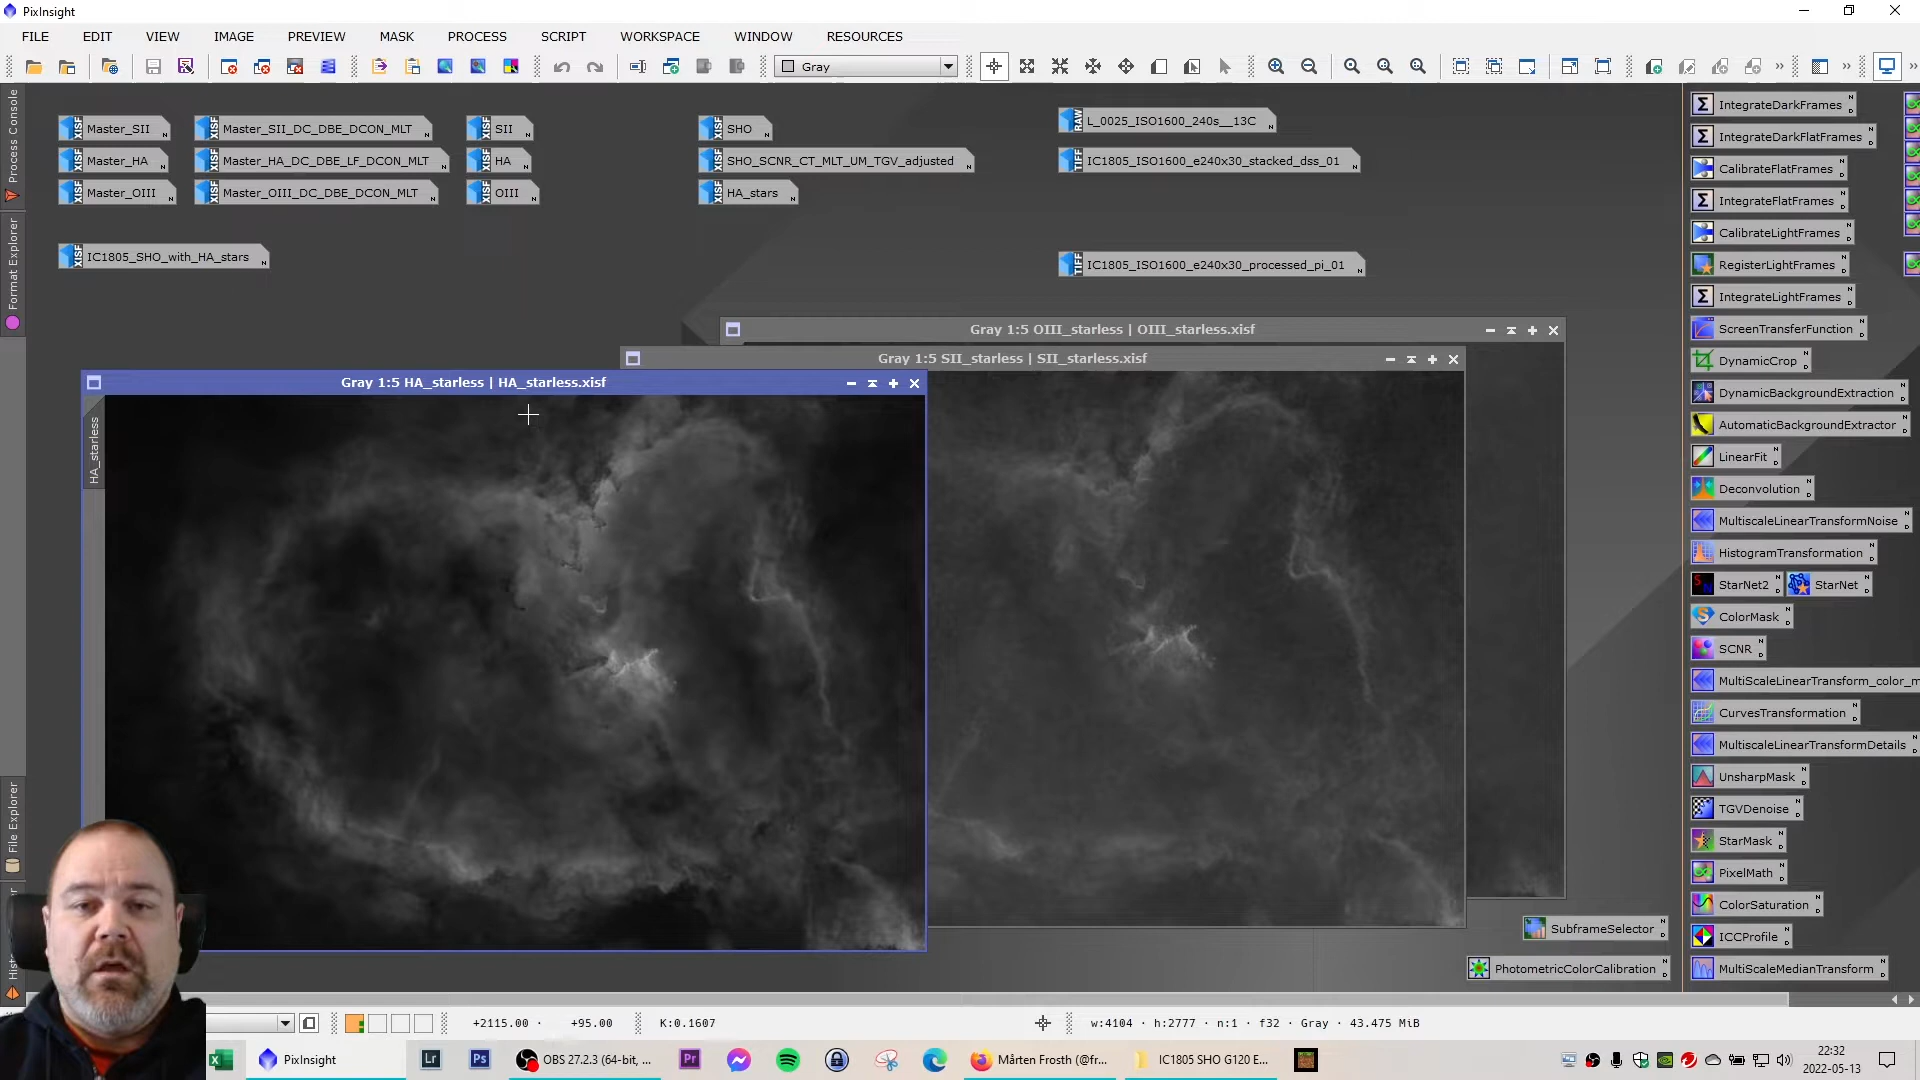 PixInsight
FILE EDIT VIEW IMAGE PREVIEW MASK PROCESS SCRIPT WORKSPACE WINDOW RESOURCES
Gray
Process Console
Format Explorer
File Explorer
Master_SII
Master_SII_DC_DBE_DCON_MLT
SII
SHO
L_0025_ISO1600_240s__13C
Master_HA
Master_HA_DC_DBE_LF_DCON_MLT
HA
SHO_SCNR_CT_MLT_UM_TGV_adjusted
IC1805_ISO1600_e240x30_stacked_dss_01
Master_OIII
Master_OIII_DC_DBE_DCON_MLT
OIII
HA_stars
IC1805_SHO_with_HA_stars
IC1805_ISO1600_e240x30_processed_pi_01
Gray 1:5 OIII_starless | OIII_starless.xisf
Gray 1:5 SII_starless | SII_starless.xisf
Gray 1:5 HA_starless | HA_starless.xisf
HA_starless
IntegrateDarkFrames
IntegrateDarkFlatFrames
CalibrateFlatFrames
IntegrateFlatFrames
CalibrateLightFrames
RegisterLightFrames
IntegrateLightFrames
ScreenTransferFunction
DynamicCrop
DynamicBackgroundExtraction
AutomaticBackgroundExtractor
LinearFit
Deconvolution
MultiscaleLinearTransformNoise
HistogramTransformation
StarNet2 StarNet
ColorMask
SCNR
MultiScaleLinearTransform_color_m
CurvesTransformation
MultiscaleLinearTransformDetails
UnsharpMask
TGVDenoise
StarMask
PixelMath
ColorSaturation
ICCProfile
MultiScaleMedianTransform
SubframeSelector
PhotometricColorCalibration
+2115.00 · +95.00 K:0.1607 w:4104 · h:2777 · n:1 · f32 · Gray · 43.475 MiB
PixInsight
Lr
Ps
OBS 27.2.3 (64-bit, ...
Pr
Mårten Frosth (@fr...
IC1805 SHO G120 E...
22:32
2022-05-13